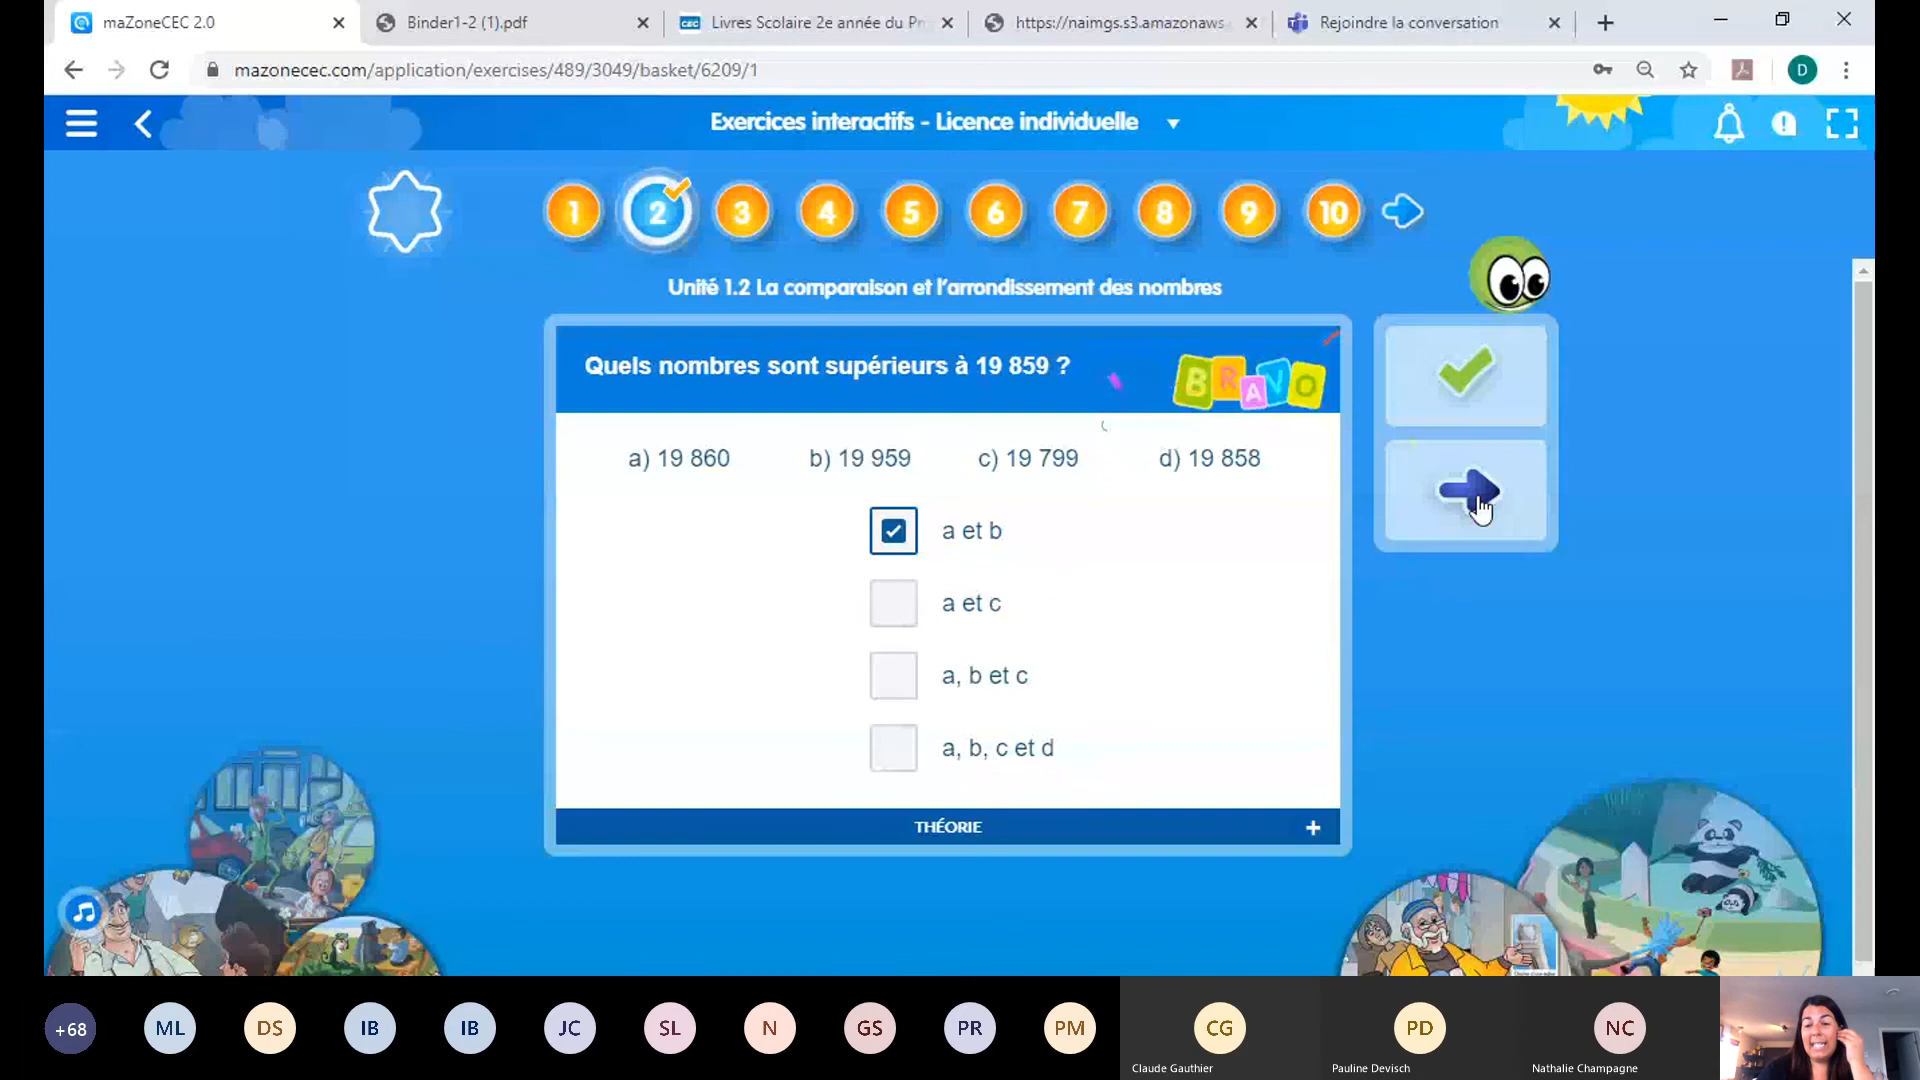 maZoneCEC 2.0
Binder1-2 (1).pdf
CEC Livres Scolaire 2e année du Pr
https://naimgs.s3.amazonaws
Rejoindre la conversation
mazonecec.com/application/exercises/489/3049/basket/6209/1
D
Exercices interactifs - Licence individuelle
1 2 3 4 5 6 7 8 9 10
Unité 1.2 La comparaison et l'arrondissement des nombres
Quels nombres sont supérieurs à 19 859 ?
BRAVO
a) 19 860 b) 19 959 c) 19 799 d) 19 858
a et b
a et c
a, b et c
a, b, c et d
THÉORIE +
+68 ML DS IB IB JC SL N GS PR PM CG PD NC
Claude Gauthier Pauline Devisch Nathalie Champagne